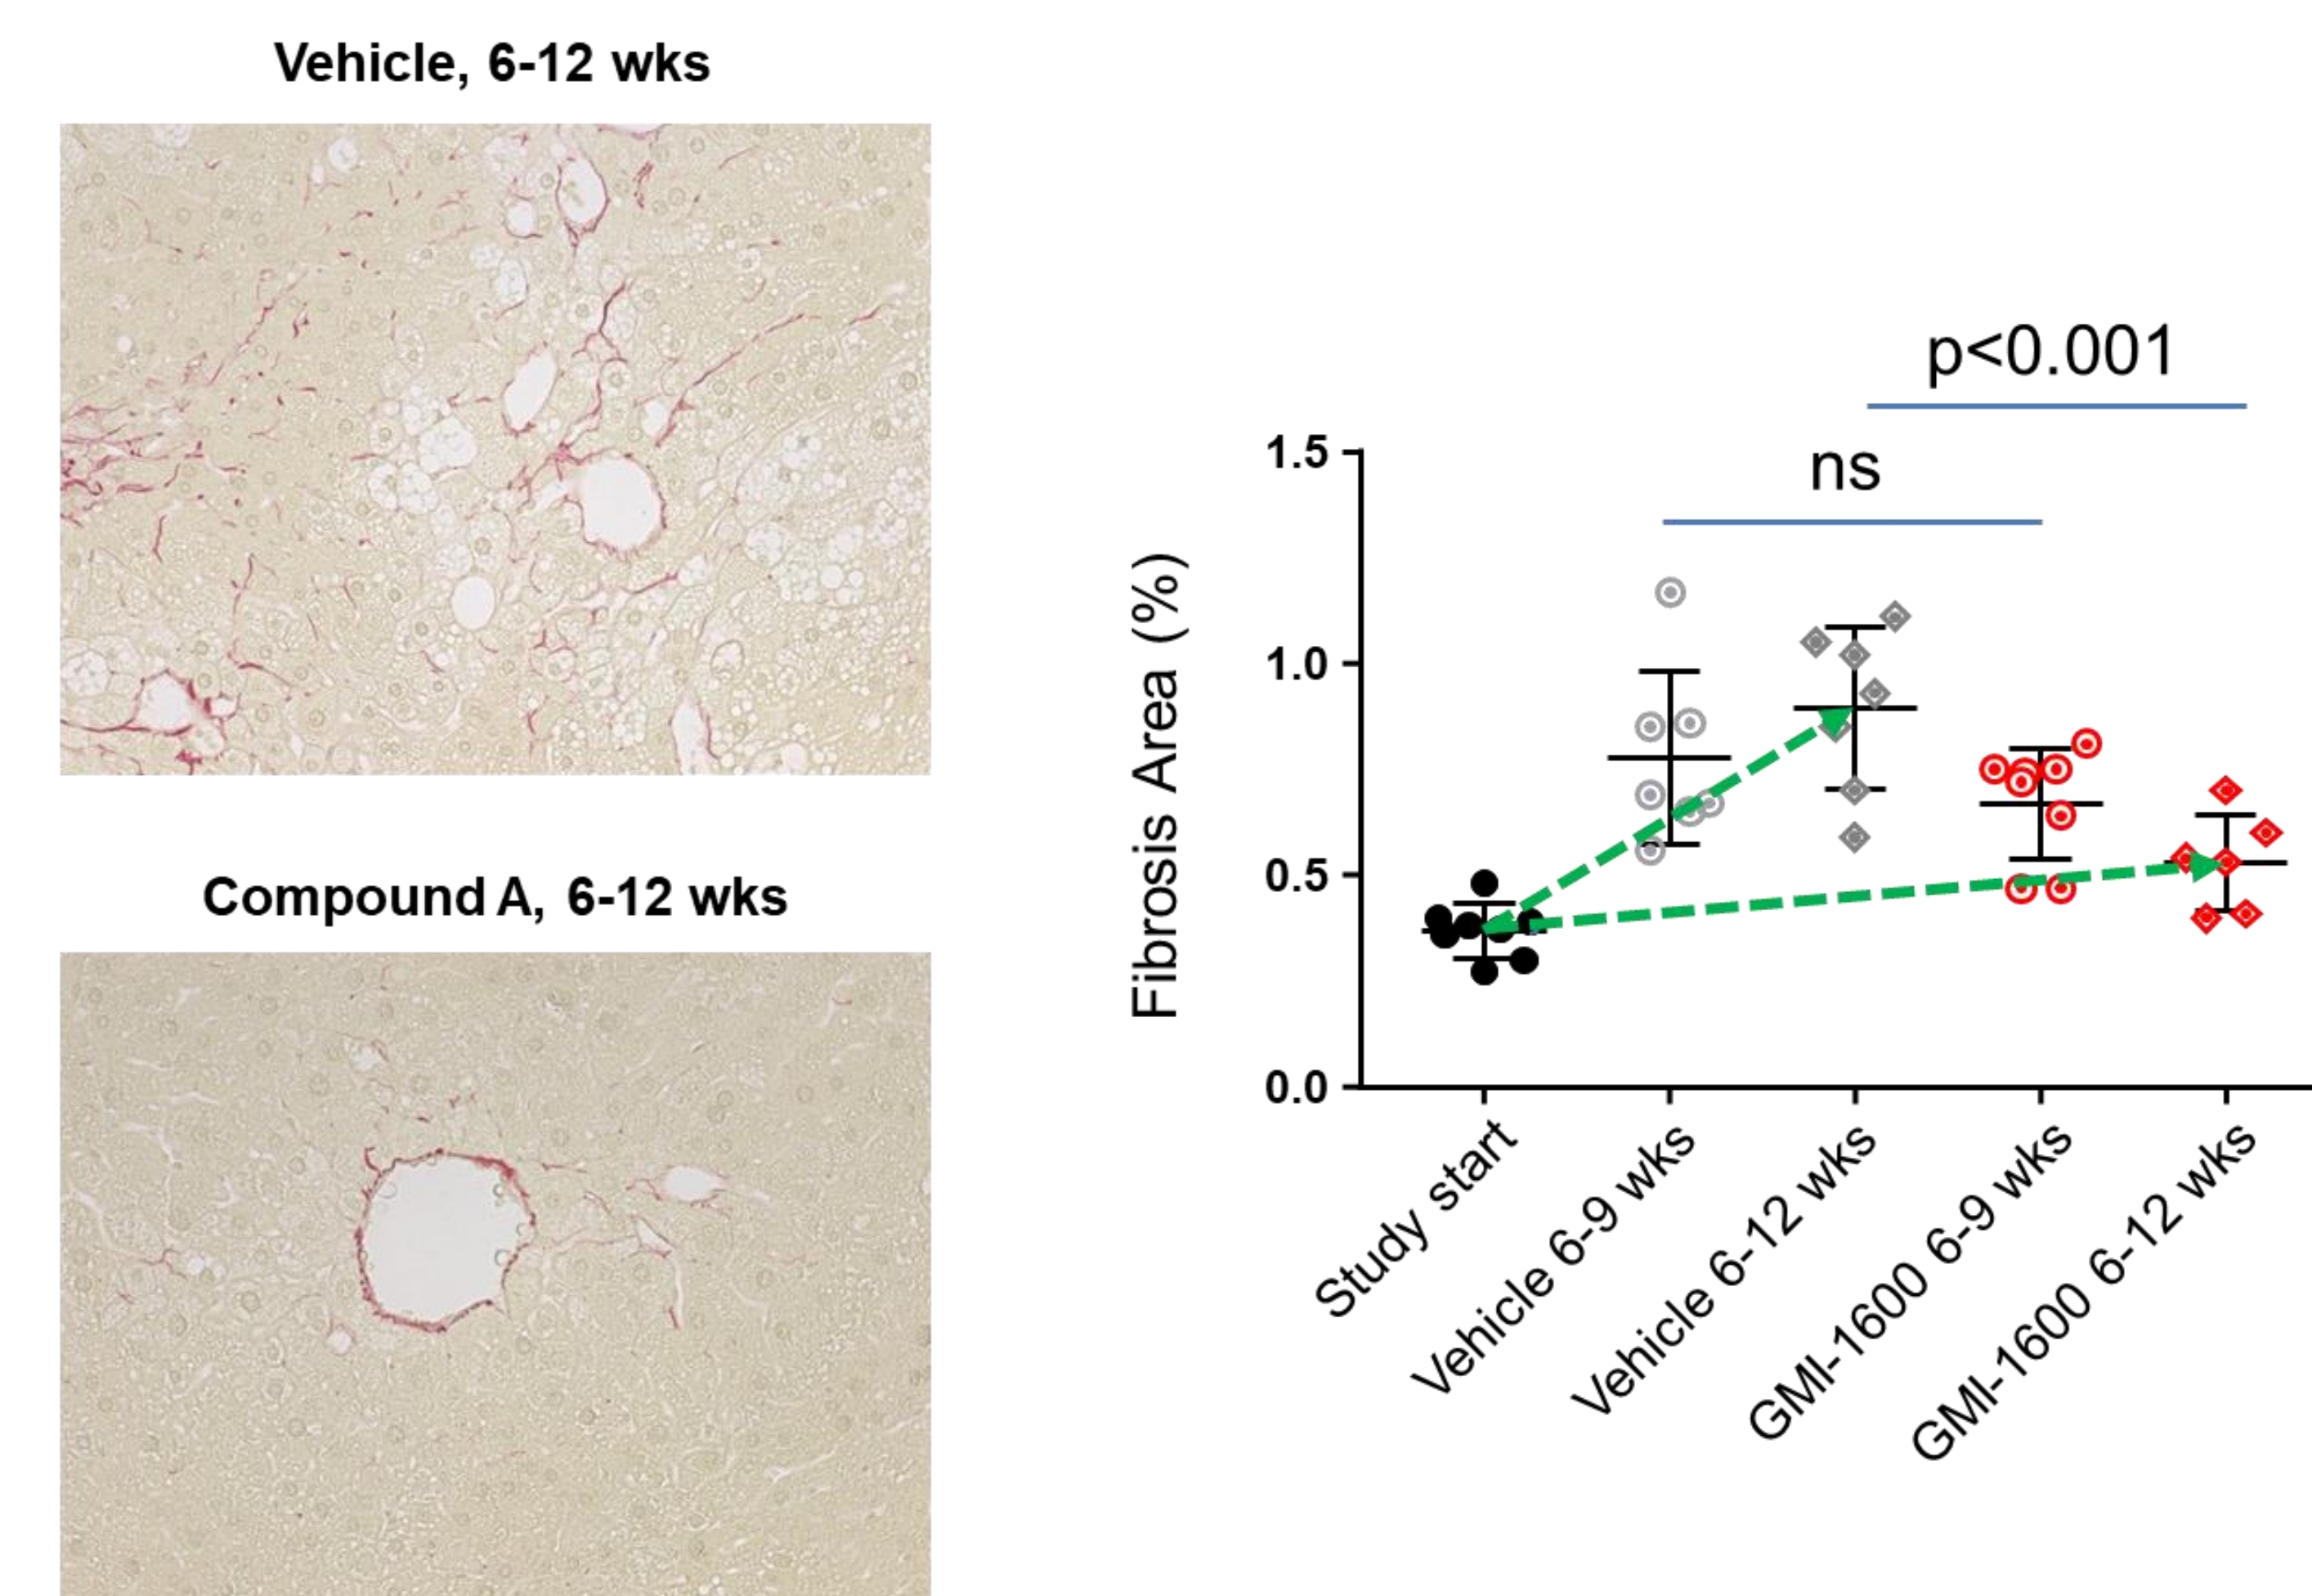 Vehicle, 6-12 wks
Compound A, 6-12 wks
p<0.001
ns
Fibrosis Area (%)
1.5
1.0
0.5
0.0
Study start
Vehicle 6-9 wks
Vehicle 6-12 wks
GMI-1600 6-9 wks
GMI-1600 6-12 wks